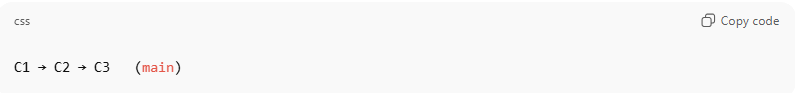 css
Copy code
C1 → C2 → C3   (main)